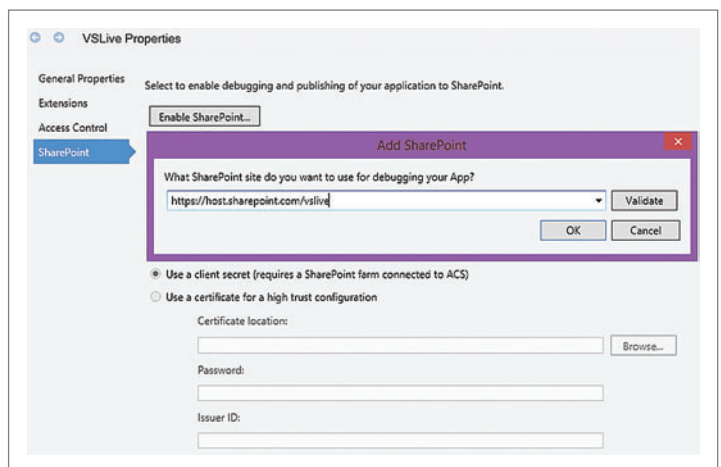 VSLive Properties
General Properties
Extensions
Access Control
SharePoint
Select to enable debugging and publishing of your application to SharePoint.
Enable SharePoint...
Add SharePoint
What SharePoint site do you want to use for debugging your App?
https://host.sharepoint.com/vslive
Validate
OK
Cancel
Use a client secret (requires a SharePoint farm connected to ACS)
Use a certificate for a high trust configuration
Certificate location:
Browse...
Password:
Issuer ID: